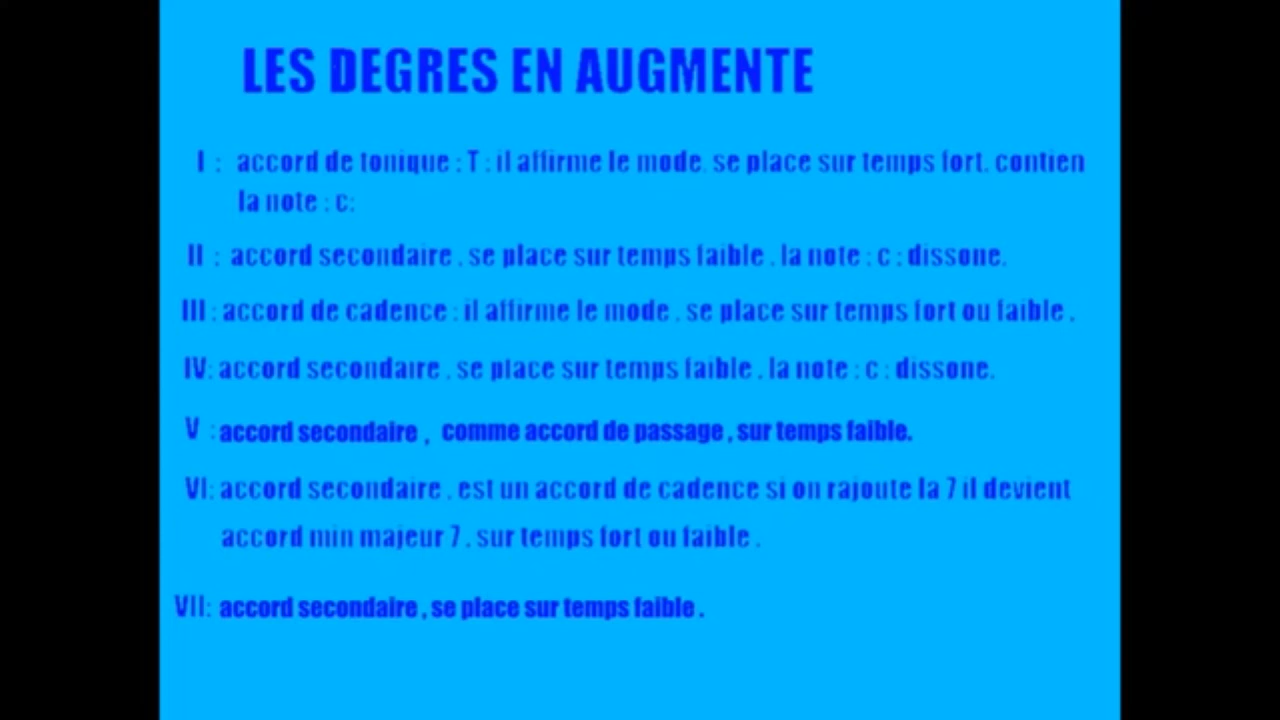 LES DEGRES EN AUGMENTE
I : accord de tonique : T : il affirme le mode. se place sur temps fort. contien
la note : c:
II : accord secondaire . se place sur temps faible . la note : c : dissone.
III : accord de cadence : il affirme le mode . se place sur temps fort ou faible .
IV: accord secondaire . se place sur temps faible . la note : c : dissone.
V : accord secondaire , comme accord de passage , sur temps faible.
VI: accord secondaire . est un accord de cadence si on rajoute la 7 il devient
accord min majeur 7 . sur temps fort ou faible .
VII: accord secondaire , se place sur temps faible .